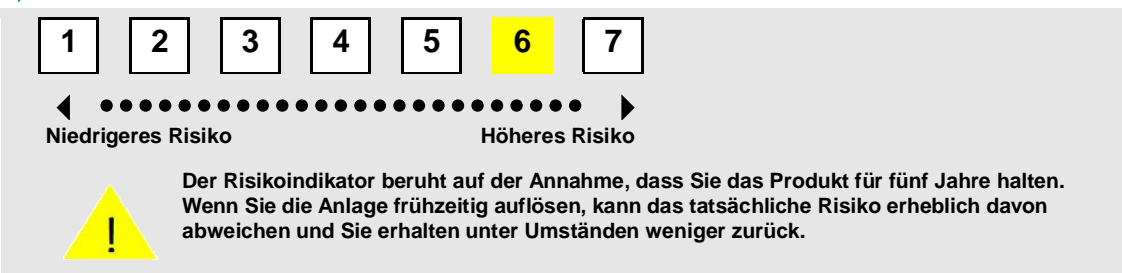 1 2 3 4 5 6 7
Niedrigeres Risiko Höheres Risiko
Der Risikoindikator beruht auf der Annahme, dass Sie das Produkt für fünf Jahre halten.
Wenn Sie die Anlage frühzeitig auflösen, kann das tatsächliche Risiko erheblich davon
abweichen und Sie erhalten unter Umständen weniger zurück.
!